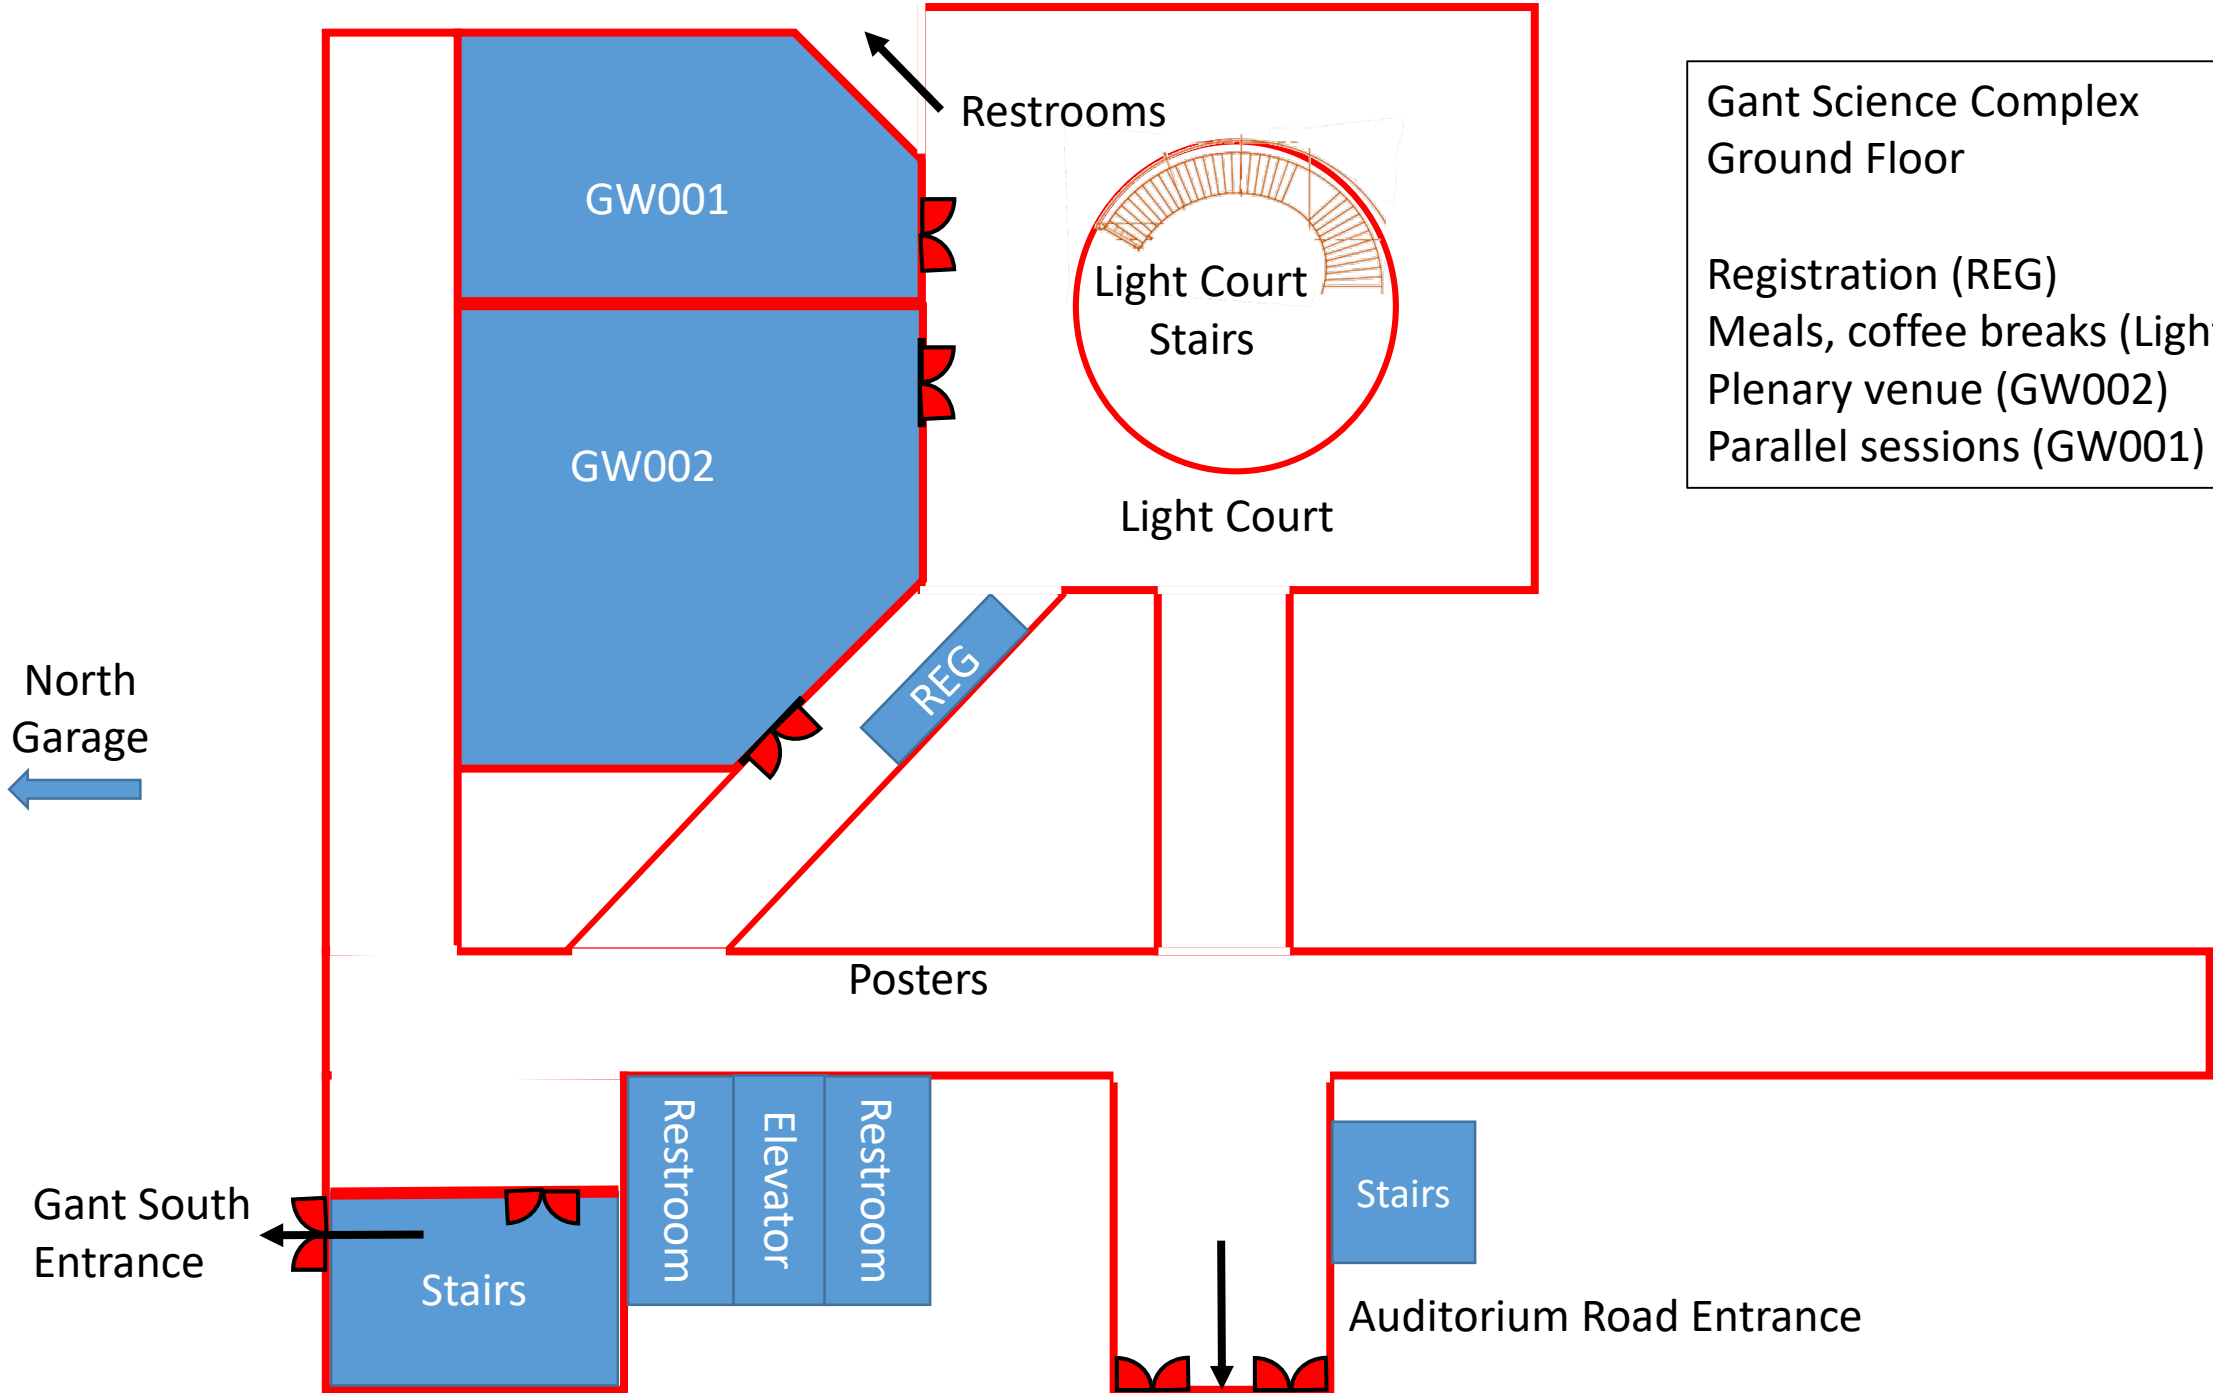 Restrooms
GW001
Light Court
Stairs
GW002
Light Court
Gant Science Complex
Ground Floor
Registration (REG)
Meals, coffee breaks (Light
Plenary venue (GW002)
Parallel sessions (GW001)
North
Garage
REG
Posters
Restroom
Elevator
Restroom
Gant South
Entrance
Stairs
Stairs
Auditorium Road Entrance